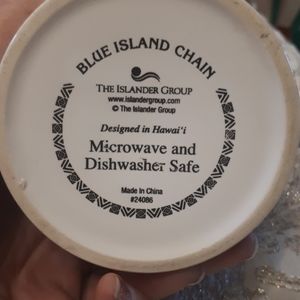 BLUE ISLAND CHAIN
THE ISLANDER GROUP
www.islandergroup.com
© The Islander Group
Designed in Hawai'i
Microwave and
Dishwasher Safe
Made In China
#24086